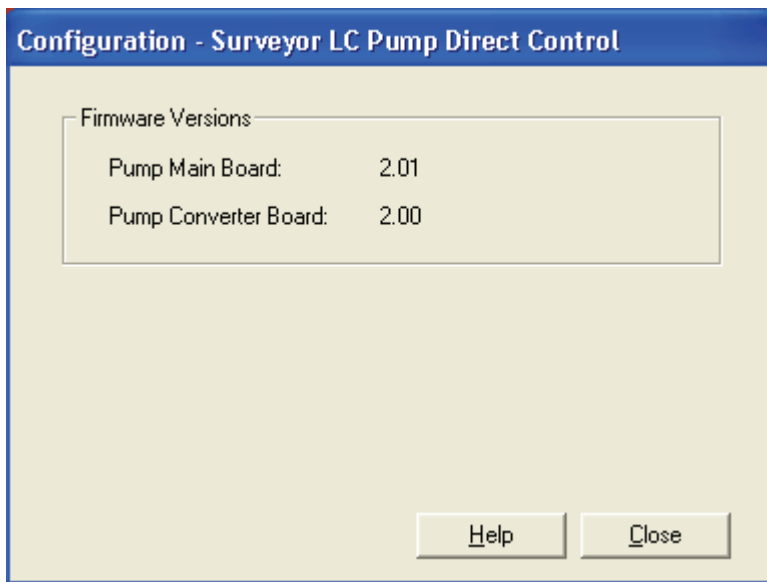 Configuration - Surveyor LC Pump Direct Control
Firmware Versions
Pump Main Board: 2.01
Pump Converter Board: 2.00
Help Close